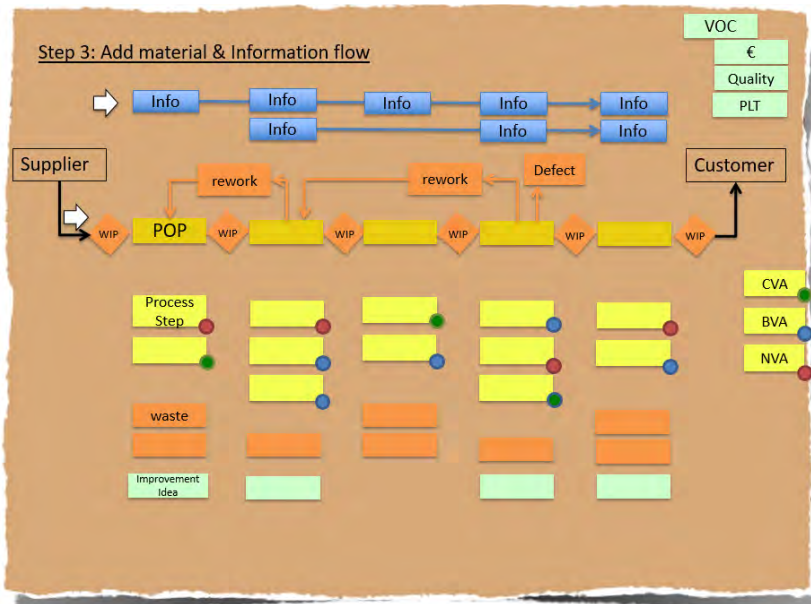 VOC
Step 3: Add material & Information flow
€
Quality
PLT
Info
Info
Info
Info
Info
Info
Info
Info
Supplier
rework
rework
Defect
Customer
WIP
POP
WIP
WIP
WIP
WIP
WIP
CVA
Process
Step
BVA
NVA
waste
Improvement
Idea